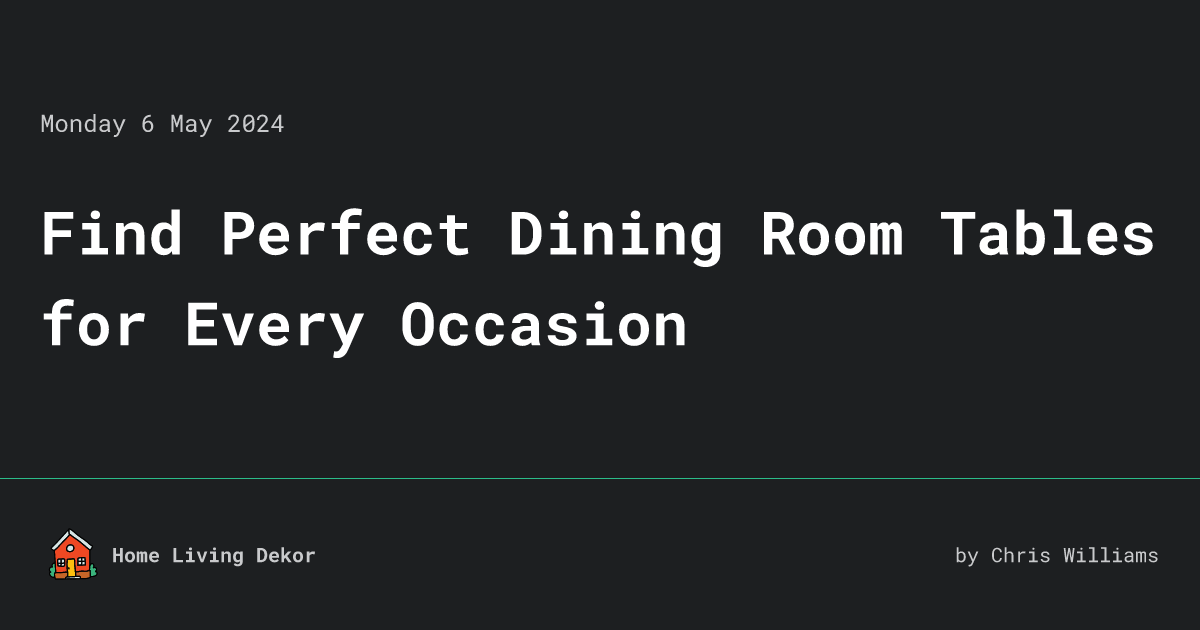 Monday 6 May 2024
Find Perfect Dining Room Tables
for Every Occasion
Home Living Dekor
by Chris Williams